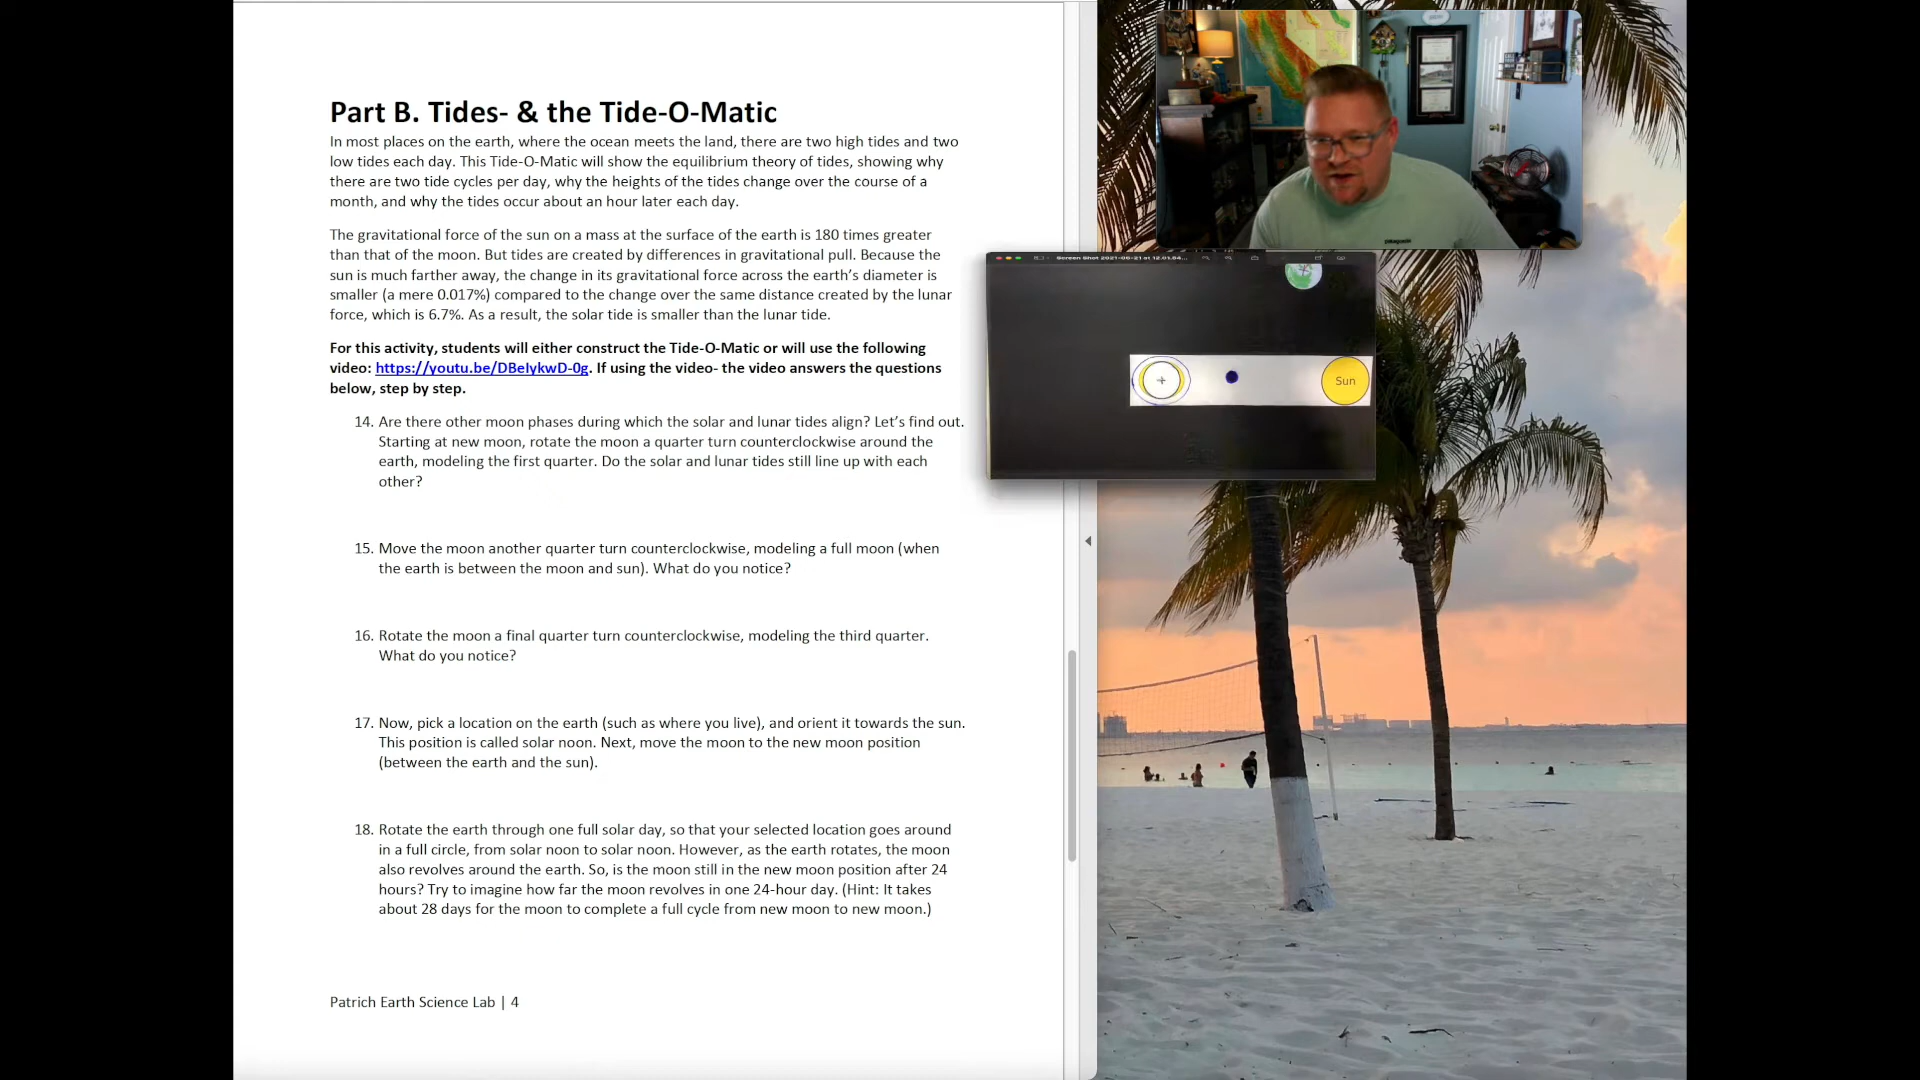 Part B. Tides- & the Tide-O-Matic
In most places on the earth, where the ocean meets the land, there are two high tides and two
low tides each day. This Tide-O-Matic will show the equilibrium theory of tides, showing why
there are two tide cycles per day, why the heights of the tides change over the course of a
month, and why the tides occur about an hour later each day.
The gravitational force of the sun on a mass at the surface of the earth is 180 times greater
than that of the moon. But tides are created by differences in gravitational pull. Because the
sun is much farther away, the change in its gravitational force across the earth's diameter is
smaller (a mere 0.017%) compared to the change over the same distance created by the lunar
force, which is 6.7%. As a result, the solar tide is smaller than the lunar tide.
For this activity, students will either construct the Tide-O-Matic or will use the following
video: https://youtu.be/DBelykwD-0g. If using the video- the video answers the questions
below, step by step.
14. Are there other moon phases during which the solar and lunar tides align? Let's find out.
Starting at new moon, rotate the moon a quarter turn counterclockwise around the
earth, modeling the first quarter. Do the solar and lunar tides still line up with each
other?
15. Move the moon another quarter turn counterclockwise, modeling a full moon (when
the earth is between the moon and sun). What do you notice?
16. Rotate the moon a final quarter turn counterclockwise, modeling the third quarter.
What do you notice?
17. Now, pick a location on the earth (such as where you live), and orient it towards the sun.
This position is called solar noon. Next, move the moon to the new moon position
(between the earth and the sun).
18. Rotate the earth through one full solar day, so that your selected location goes around
in a full circle, from solar noon to solar noon. However, as the earth rotates, the moon
also revolves around the earth. So, is the moon still in the new moon position after 24
hours? Try to imagine how far the moon revolves in one 24-hour day. (Hint: It takes
about 28 days for the moon to complete a full cycle from new moon to new moon.)
Patrich Earth Science Lab | 4
Screen Shot 2021-06-21 at 12.01.04...
Sun
patagonia